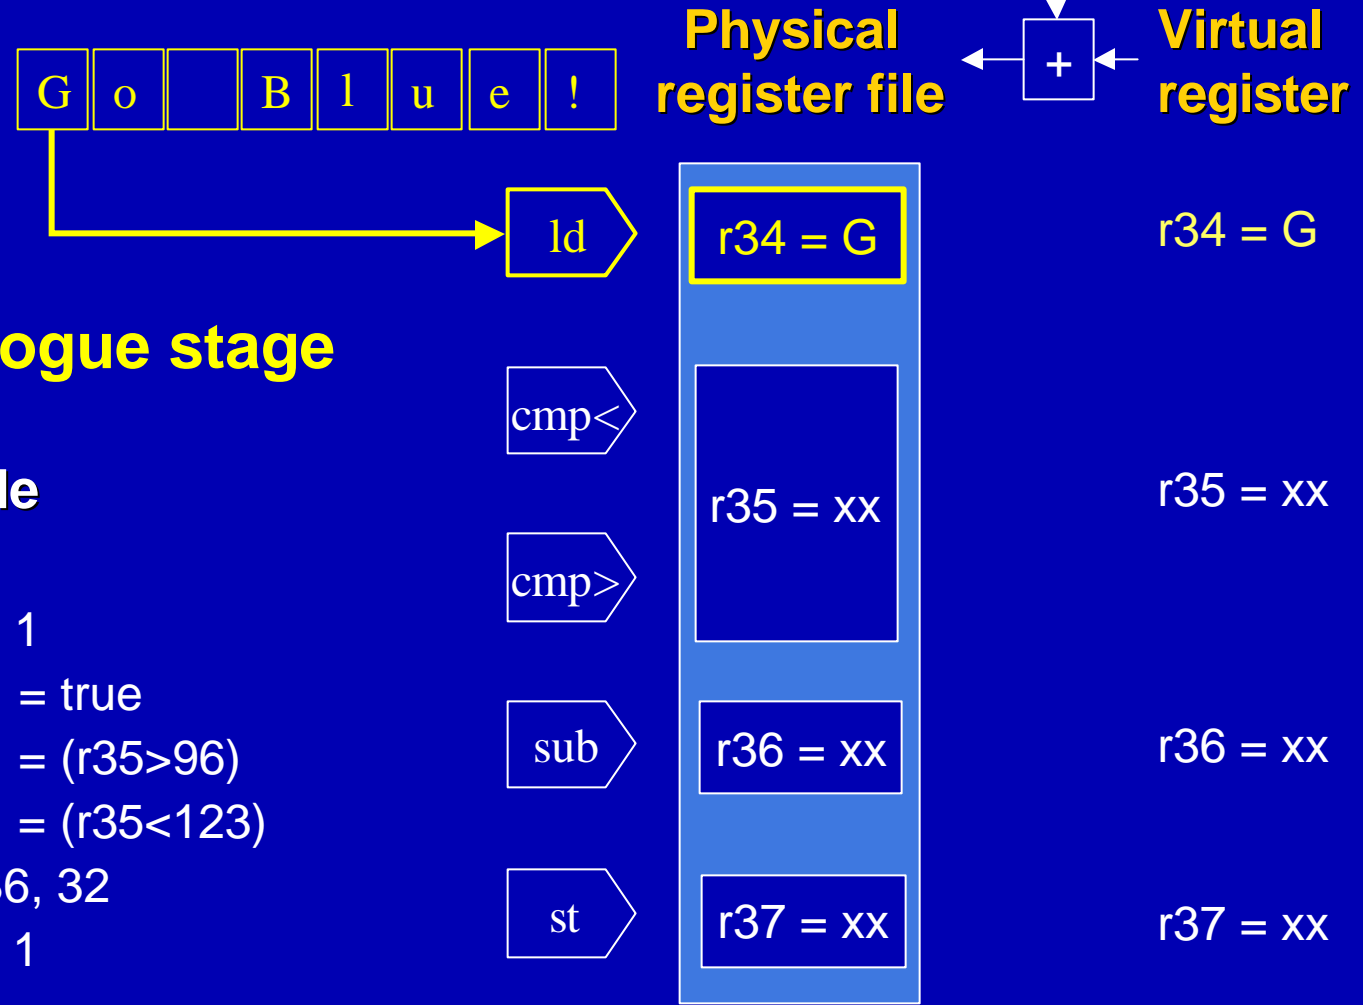 G o B l u e !
Physical
register file
+
Virtual
register
ld
r34 = G
r34 = G
ogue stage
cmp<
le
r35 = xx
r35 = xx
cmp>
1
= true
= (r35>96)
sub
r36 = xx
r36 = xx
= (r35<123)
6, 32
st
r37 = xx
r37 = xx
1